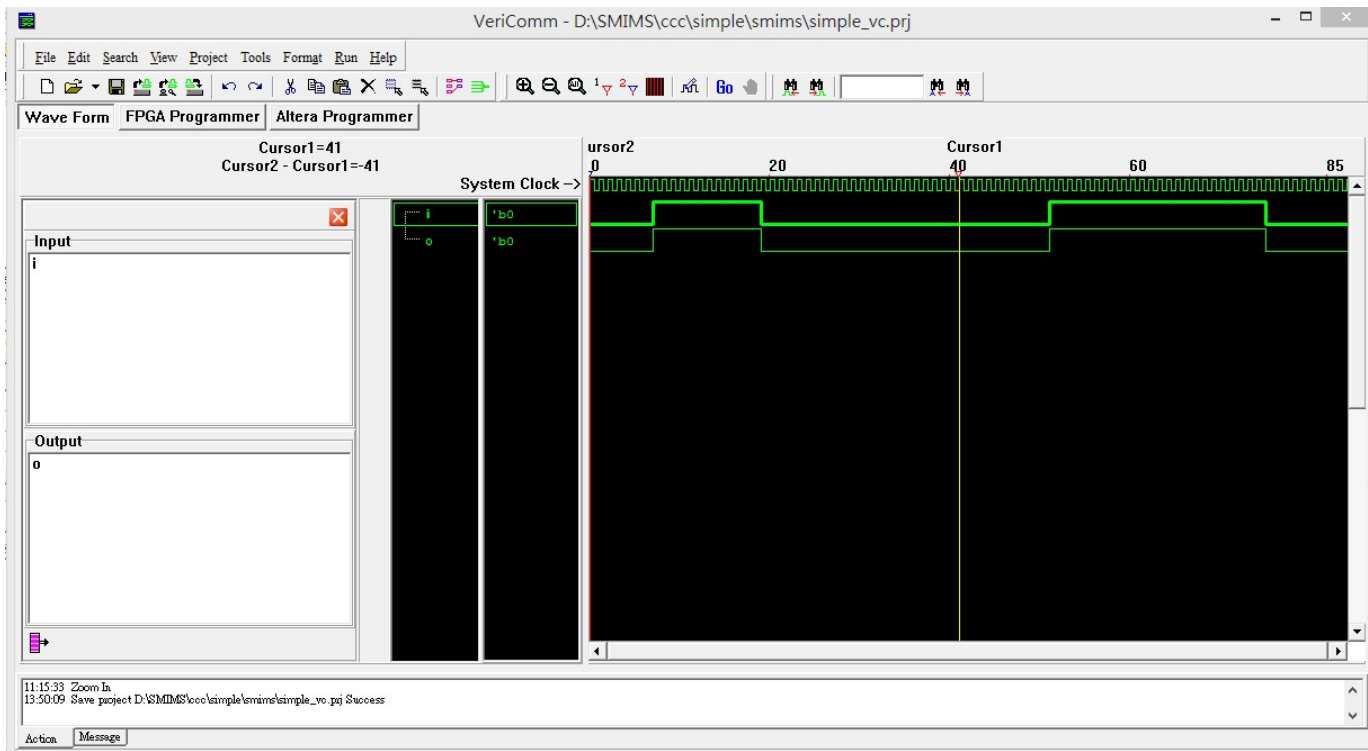 VeriComm - D:\SMIMS\ccc\simple\smims\simple_vc.prj
File Edit Search View Project Tools Format Run Help
1 2 Go
Wave Form FPGA Programmer Altera Programmer
Cursor1=41
Cursor2 - Cursor1=-41
ursor2 Cursor1
0 20 40 60 85
System Clock -->
i 'b0
o 'b0
Input
i
Output
o
11:15:33 Zoom In
13:50:09 Save project D:\SMIMS\ccc\simple\smims\simple_vc.prj Success
Action Message